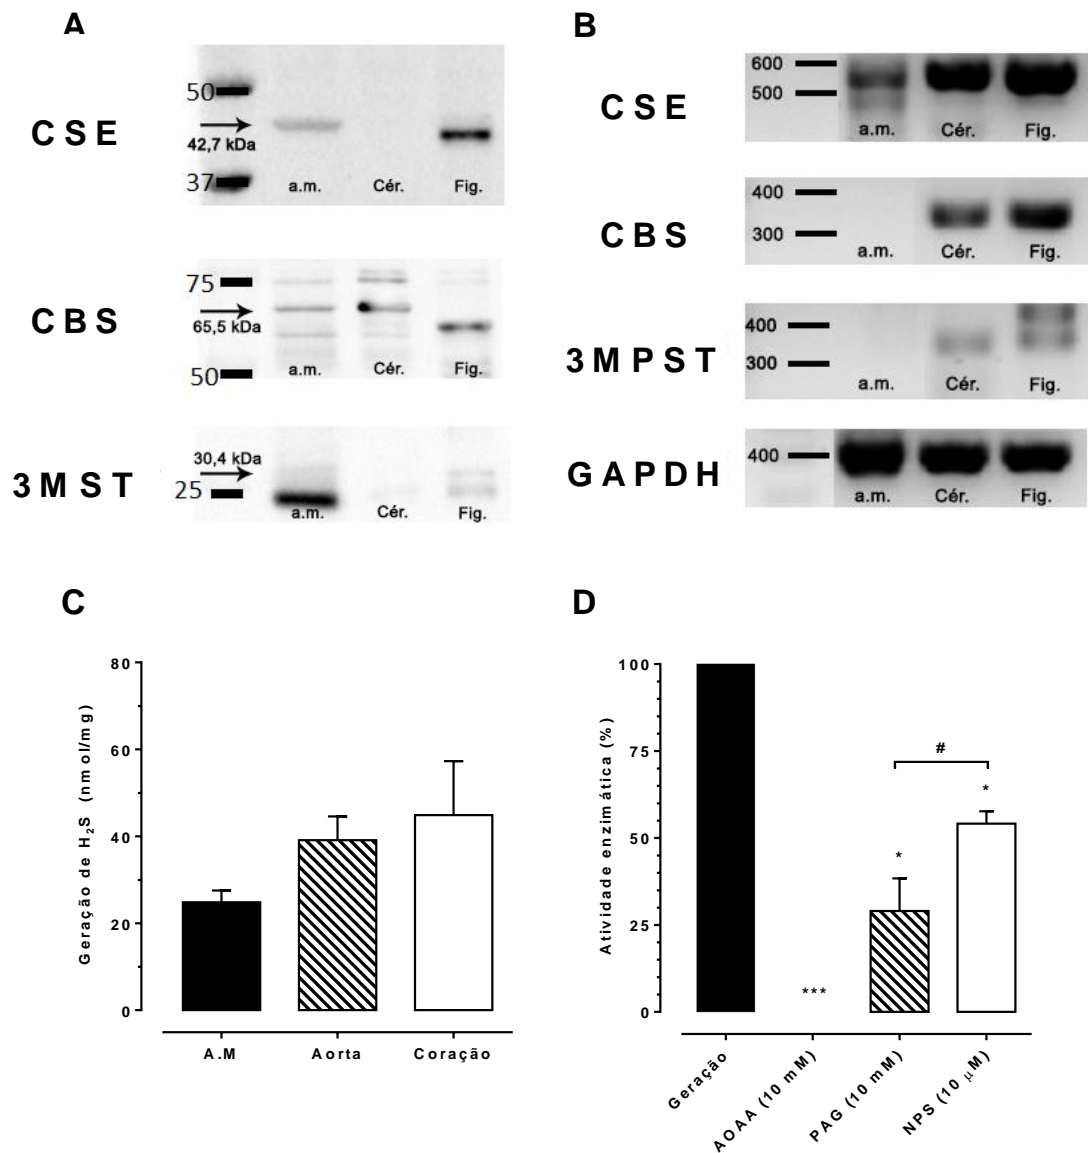 A
50
CSE
42,7 kDa
37
a.m. Cér. Fig.
75
CBS
65,5 kDa
50
a.m. Cér. Fig.
30,4 kDa
3MST
25
a.m. Cér. Fig.
B
600
CSE
500
a.m. Cér. Fig.
400
CBS
300
a.m. Cér. Fig.
400
3MPST
300
a.m. Cér. Fig.
GAPDH
400
a.m. Cér. Fig.
C
Geração de H₂S (nmol/mg)
80
60
40
20
0
A.M Aorta Coração
D
Atividade enzimática (%)
100
75
50
25
0
#
*
*
***
Geração
AOAA (10 mM)
PAG (10 mM)
NPS (10 μM)